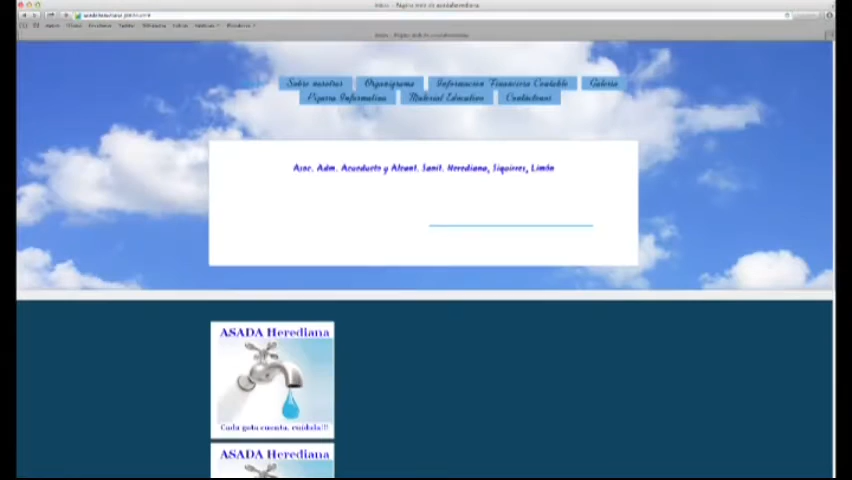 Sobre nosotros Organigrama Información Financiera Contable Galería
Pizarra Informativa Material Educativo Contáctenos
Asoc. Adm. Acueducto y Alcant. Sanit. Herediana, Siquirres, Limón
ASADA Herediana
Cada gota cuenta, cuídala!!!
ASADA Herediana